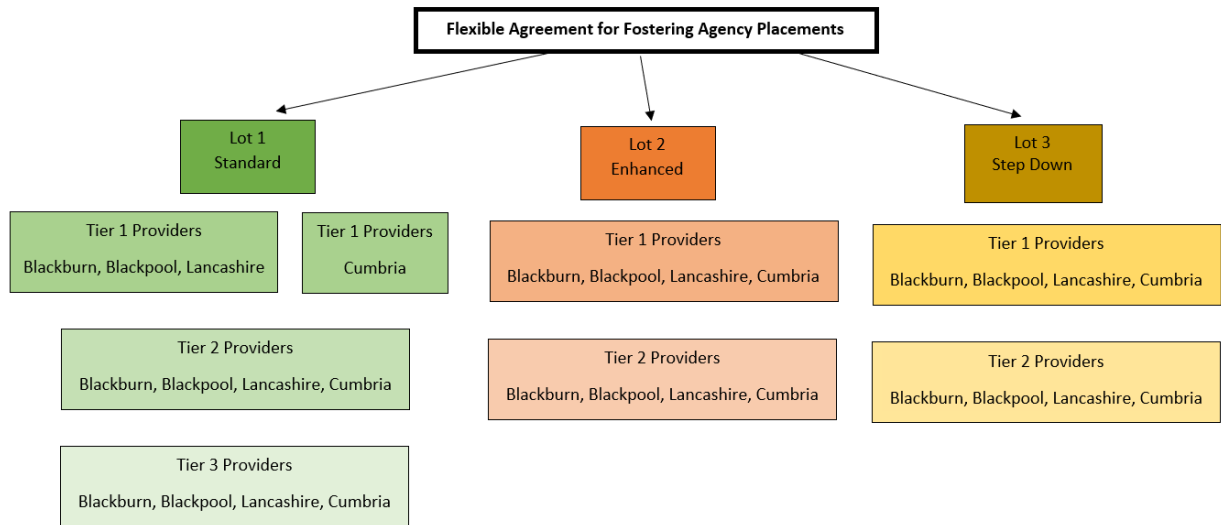 Flexible Agreement for Fostering Agency Placements
Lot 1
Standard
Lot 2
Enhanced
Lot 3
Step Down
Tier 1 Providers
Blackburn, Blackpool, Lancashire
Tier 1 Providers
Cumbria
Tier 1 Providers
Blackburn, Blackpool, Lancashire, Cumbria
Tier 1 Providers
Blackburn, Blackpool, Lancashire, Cumbria
Tier 2 Providers
Blackburn, Blackpool, Lancashire, Cumbria
Tier 2 Providers
Blackburn, Blackpool, Lancashire, Cumbria
Tier 2 Providers
Blackburn, Blackpool, Lancashire, Cumbria
Tier 3 Providers
Blackburn, Blackpool, Lancashire, Cumbria